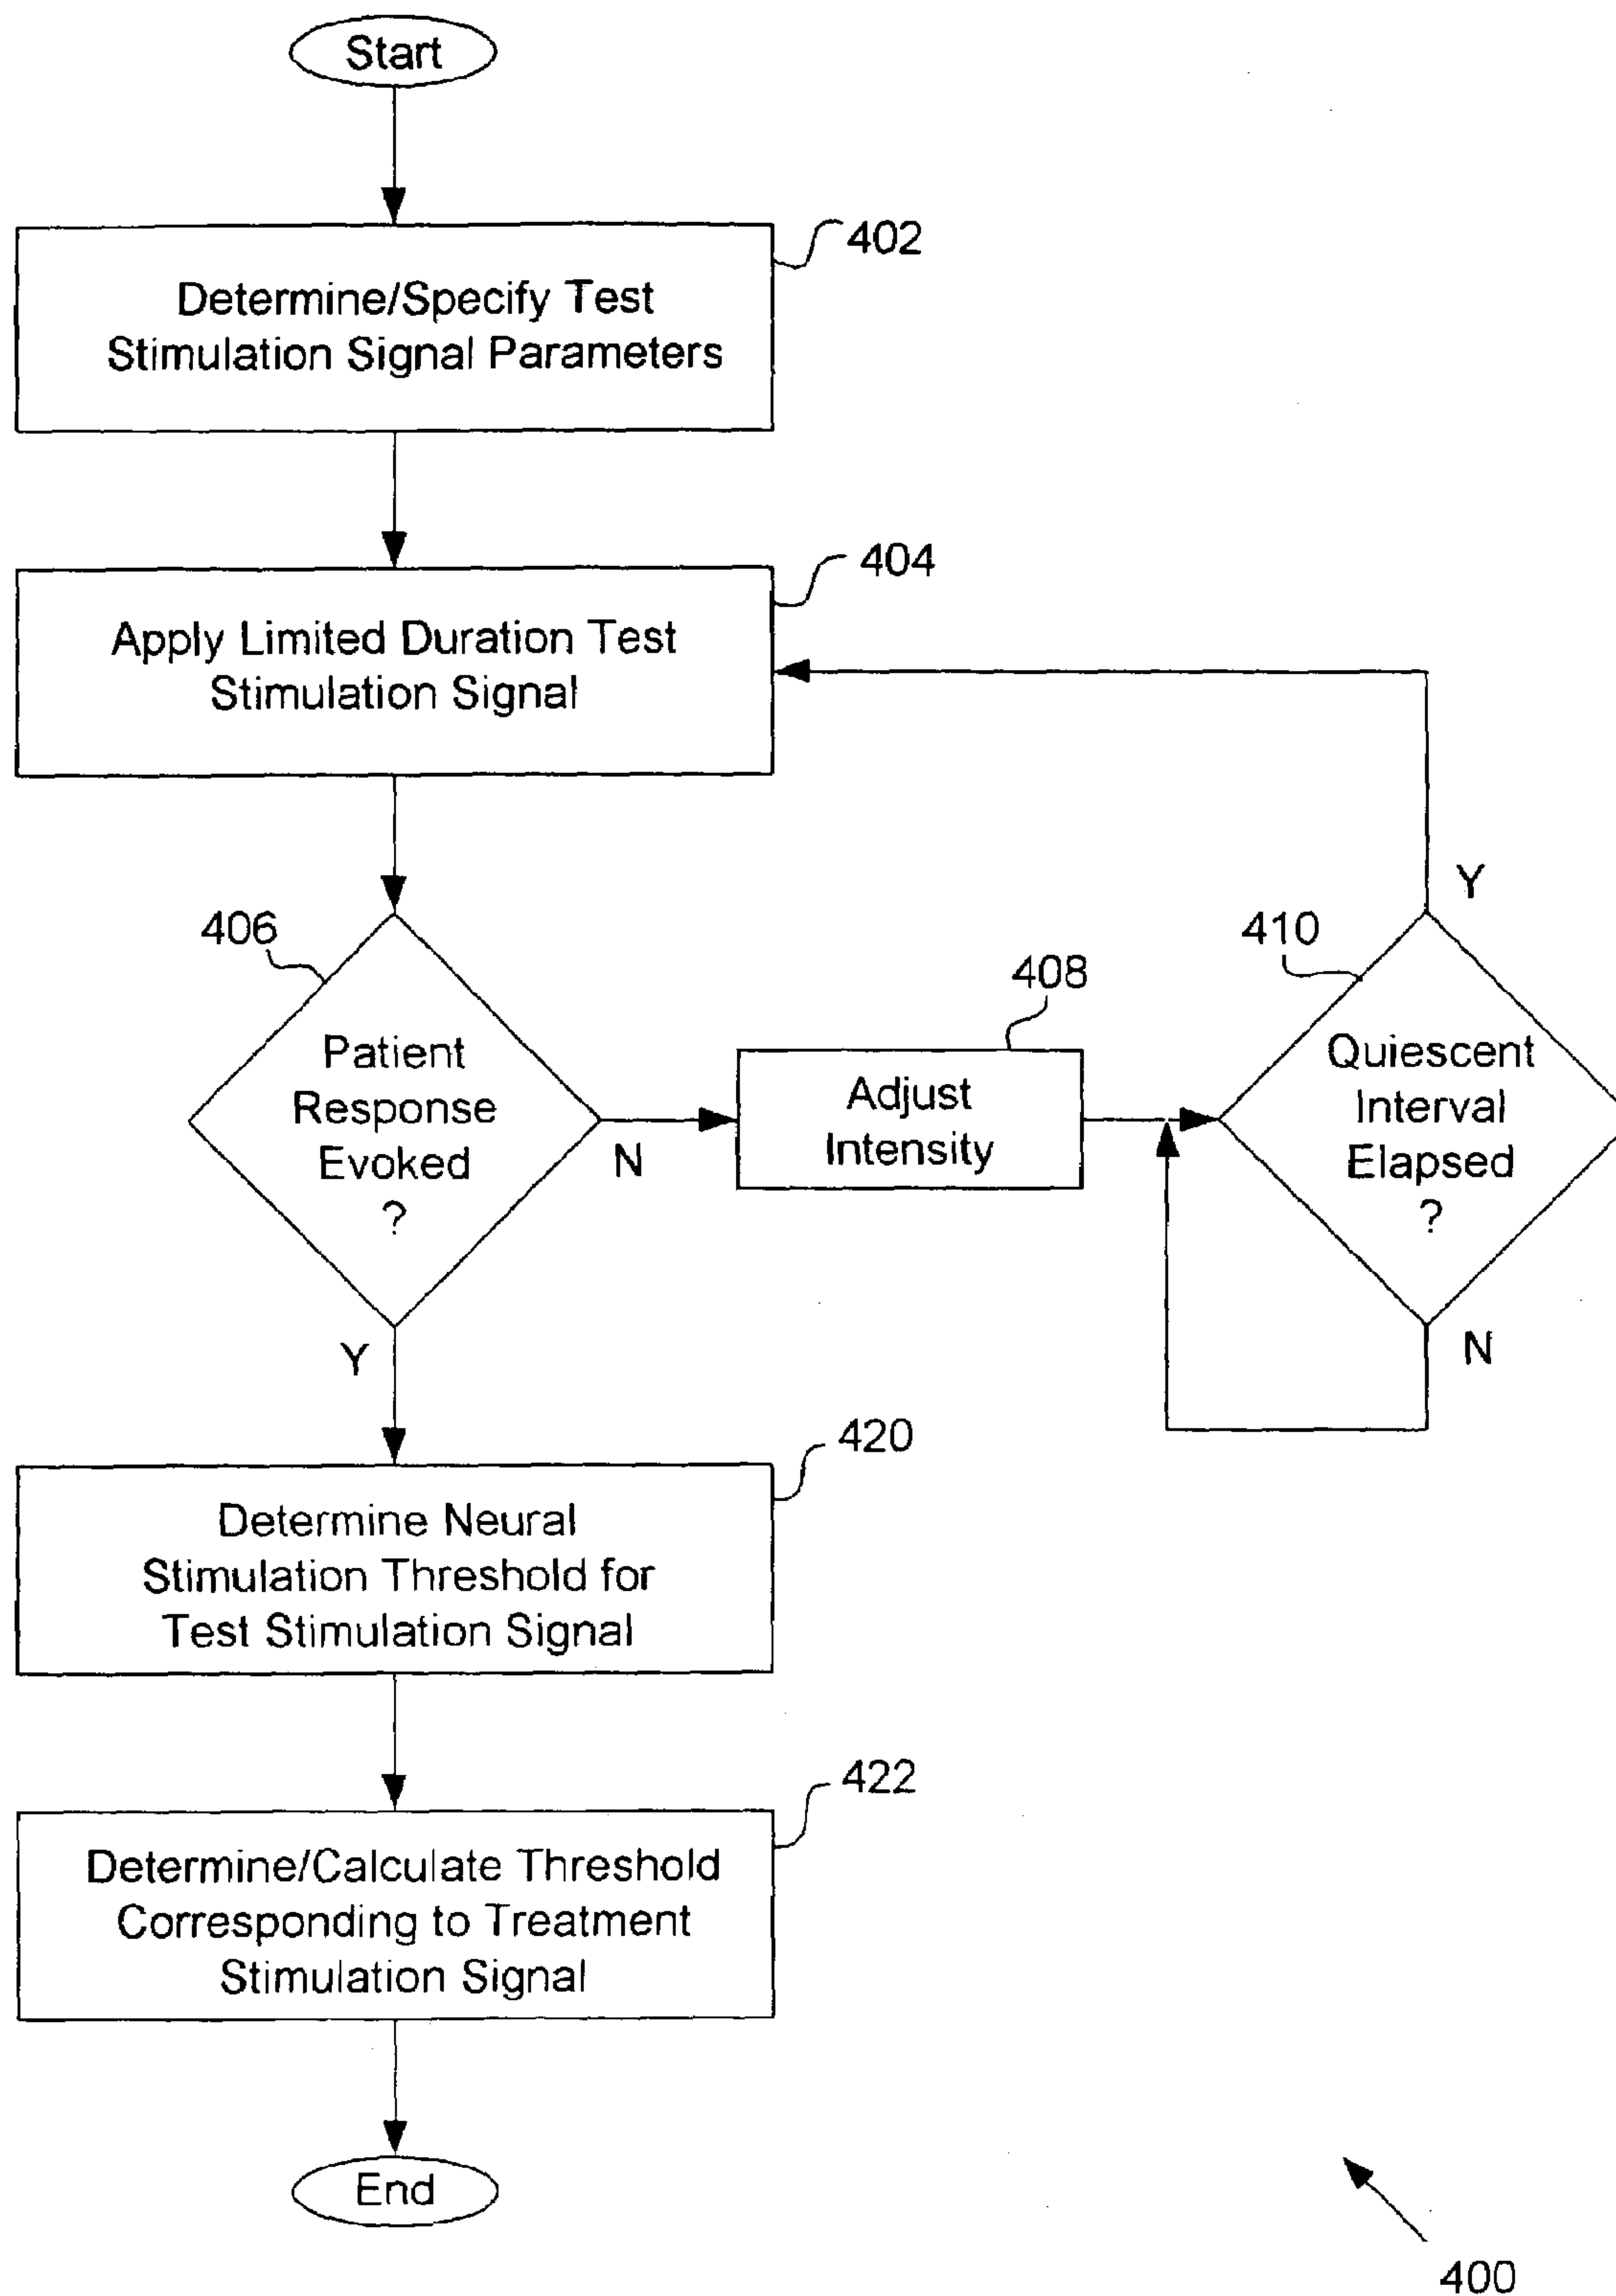 Start
402
Determine/Specify Test
Stimulation Signal Parameters
404
Apply Limited Duration Test
Stimulation Signal
406
Patient
Response
Evoked
?
N
Y
408
Adjust
Intensity
410
Quiescent
Interval
Elapsed
?
Y
N
420
Determine Neural
Stimulation Threshold for
Test Stimulation Signal
422
Determine/Calculate Threshold
Corresponding to Treatment
Stimulation Signal
End
400